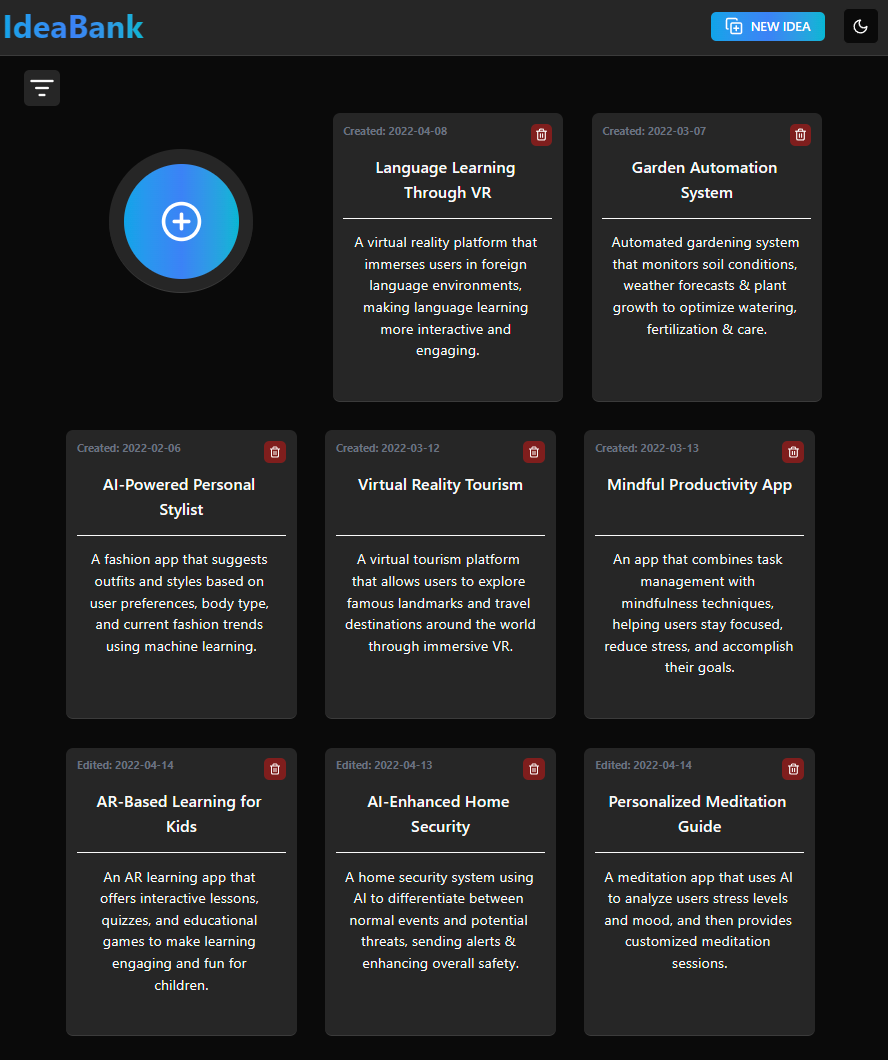 IdeaBank
NEW IDEA
Created: 2022-04-08
Language Learning
Through VR
A virtual reality platform that
immerses users in foreign
language environments,
making language learning
more interactive and
engaging.
Created: 2022-03-07
Garden Automation
System
Automated gardening system
that monitors soil conditions,
weather forecasts & plant
growth to optimize watering,
fertilization & care.
Created: 2022-02-06
AI-Powered Personal
Stylist
A fashion app that suggests
outfits and styles based on
user preferences, body type,
and current fashion trends
using machine learning.
Created: 2022-03-12
Virtual Reality Tourism
A virtual tourism platform
that allows users to explore
famous landmarks and travel
destinations around the world
through immersive VR.
Created: 2022-03-13
Mindful Productivity App
An app that combines task
management with
mindfulness techniques,
helping users stay focused,
reduce stress, and accomplish
their goals.
Edited: 2022-04-14
AR-Based Learning for
Kids
An AR learning app that
offers interactive lessons,
quizzes, and educational
games to make learning
engaging and fun for
children.
Edited: 2022-04-13
AI-Enhanced Home
Security
A home security system using
AI to differentiate between
normal events and potential
threats, sending alerts &
enhancing overall safety.
Edited: 2022-04-14
Personalized Meditation
Guide
A meditation app that uses AI
to analyze users stress levels
and mood, and then provides
customized meditation
sessions.